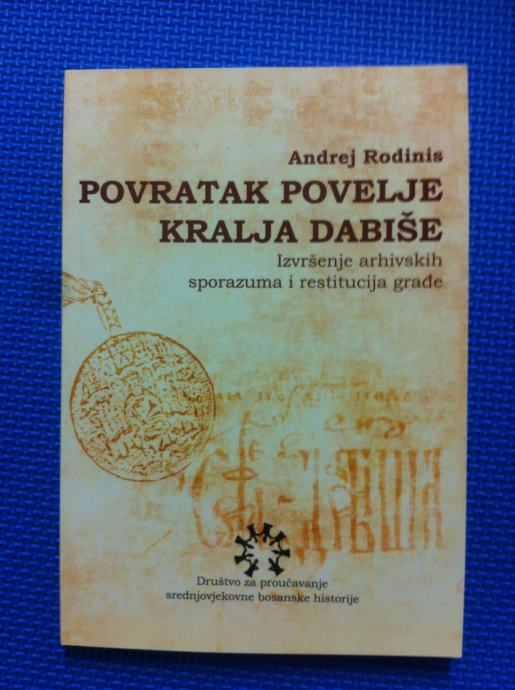 Andrej Rodinis
POVRATAK POVELJE
KRALJA DABIŠE
Izvršenje arhivskih
sporazuma i restitucija građe
Društvo za proučavanje
srednjovjekovne bosanske historije